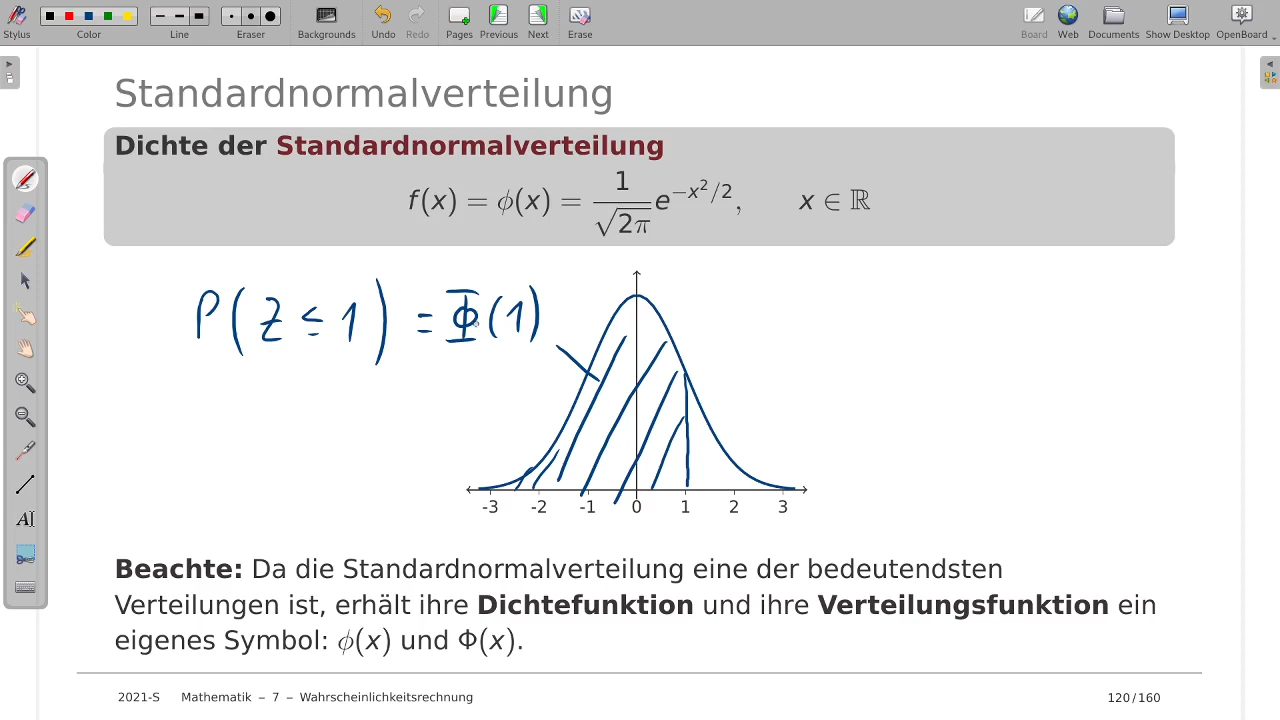 Stylus Color Line Eraser Backgrounds Undo Redo Pages Previous Next Erase Board Web Documents Show Desktop OpenBoard
Standardnormalverteilung
Dichte der Standardnormalverteilung
f(x) = ϕ(x) = 1/√2π e^{−x²/2}, x ∈ ℝ
P(Z ≤ 1) = Φ(1)
-3 -2 -1 0 1 2 3
Beachte: Da die Standardnormalverteilung eine der bedeutendsten
Verteilungen ist, erhält ihre Dichtefunktion und ihre Verteilungsfunktion ein
eigenes Symbol: ϕ(x) und Φ(x).
2021-S Mathematik – 7 – Wahrscheinlichkeitsrechnung 120/160